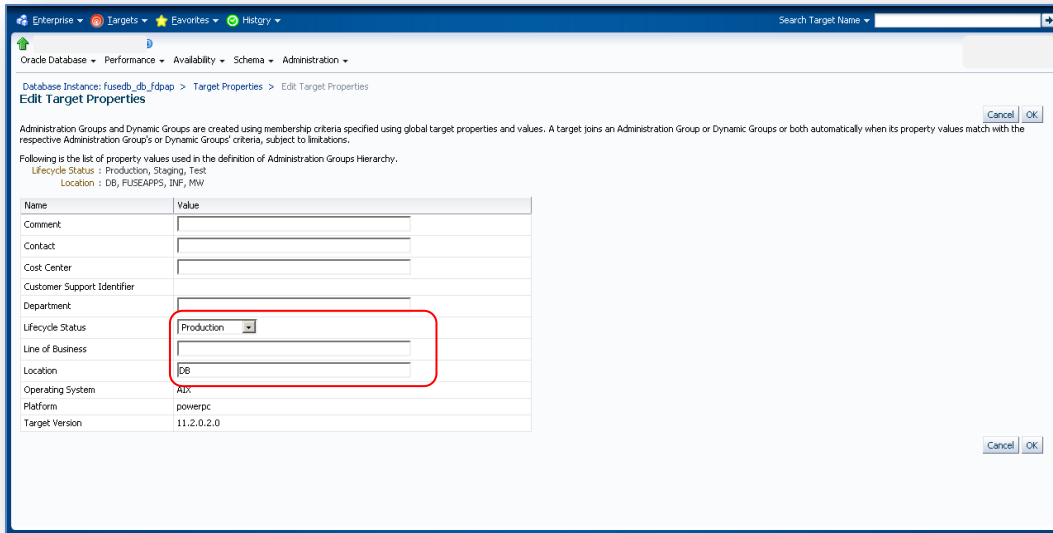 Enterprise Targets Favorites History Search Target Name
Oracle Database Performance Availability Schema Administration
Database Instance: fusedb_db_fdpap > Target Properties > Edit Target Properties
Edit Target Properties
Cancel OK
Administration Groups and Dynamic Groups are created using membership criteria specified using global target properties and values. A target joins an Administration Group or Dynamic Groups or both automatically when its property values match with the
respective Administration Group's or Dynamic Groups' criteria, subject to limitations.
Following is the list of property values used in the definition of Administration Groups Hierarchy.
Lifecycle Status : Production, Staging, Test
Location : DB, FUSEAPPS, INF, MW
Name Value
Comment
Contact
Cost Center
Customer Support Identifier
Department
Lifecycle Status Production
Line of Business
Location DB
Operating System AIX
Platform powerpc
Target Version 11.2.0.2.0
Cancel OK